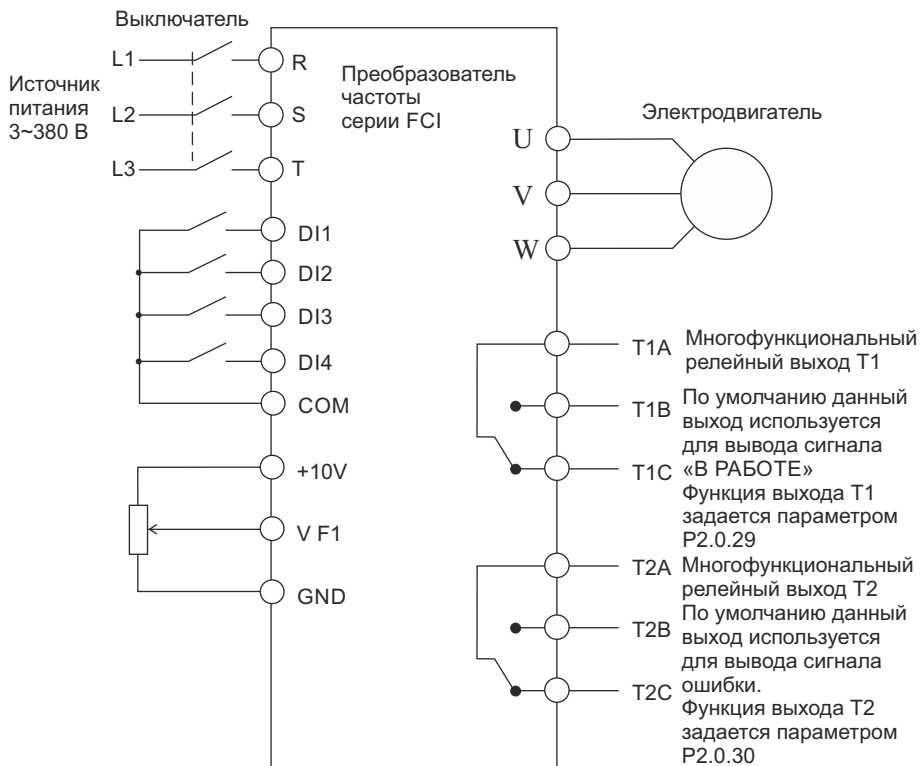 Выключатель
L1
L2
L3
Источник
питания
3~380 В
R
S
T
Преобразователь
частоты
серии FCI
Электродвигатель
U
V
W
DI1
DI2
DI3
DI4
COM
+10V
V F1
GND
T1A
T1B
T1C
Многофункциональный
релейный выход T1
По умолчанию данный
выход используется
для вывода сигнала
«В РАБОТЕ»
Функция выхода T1
задается параметром
P2.0.29
T2A
T2B
T2C
Многофункциональный
релейный выход T2
По умолчанию данный
выход используется
для вывода сигнала
ошибки.
Функция выхода T2
задается параметром
P2.0.30